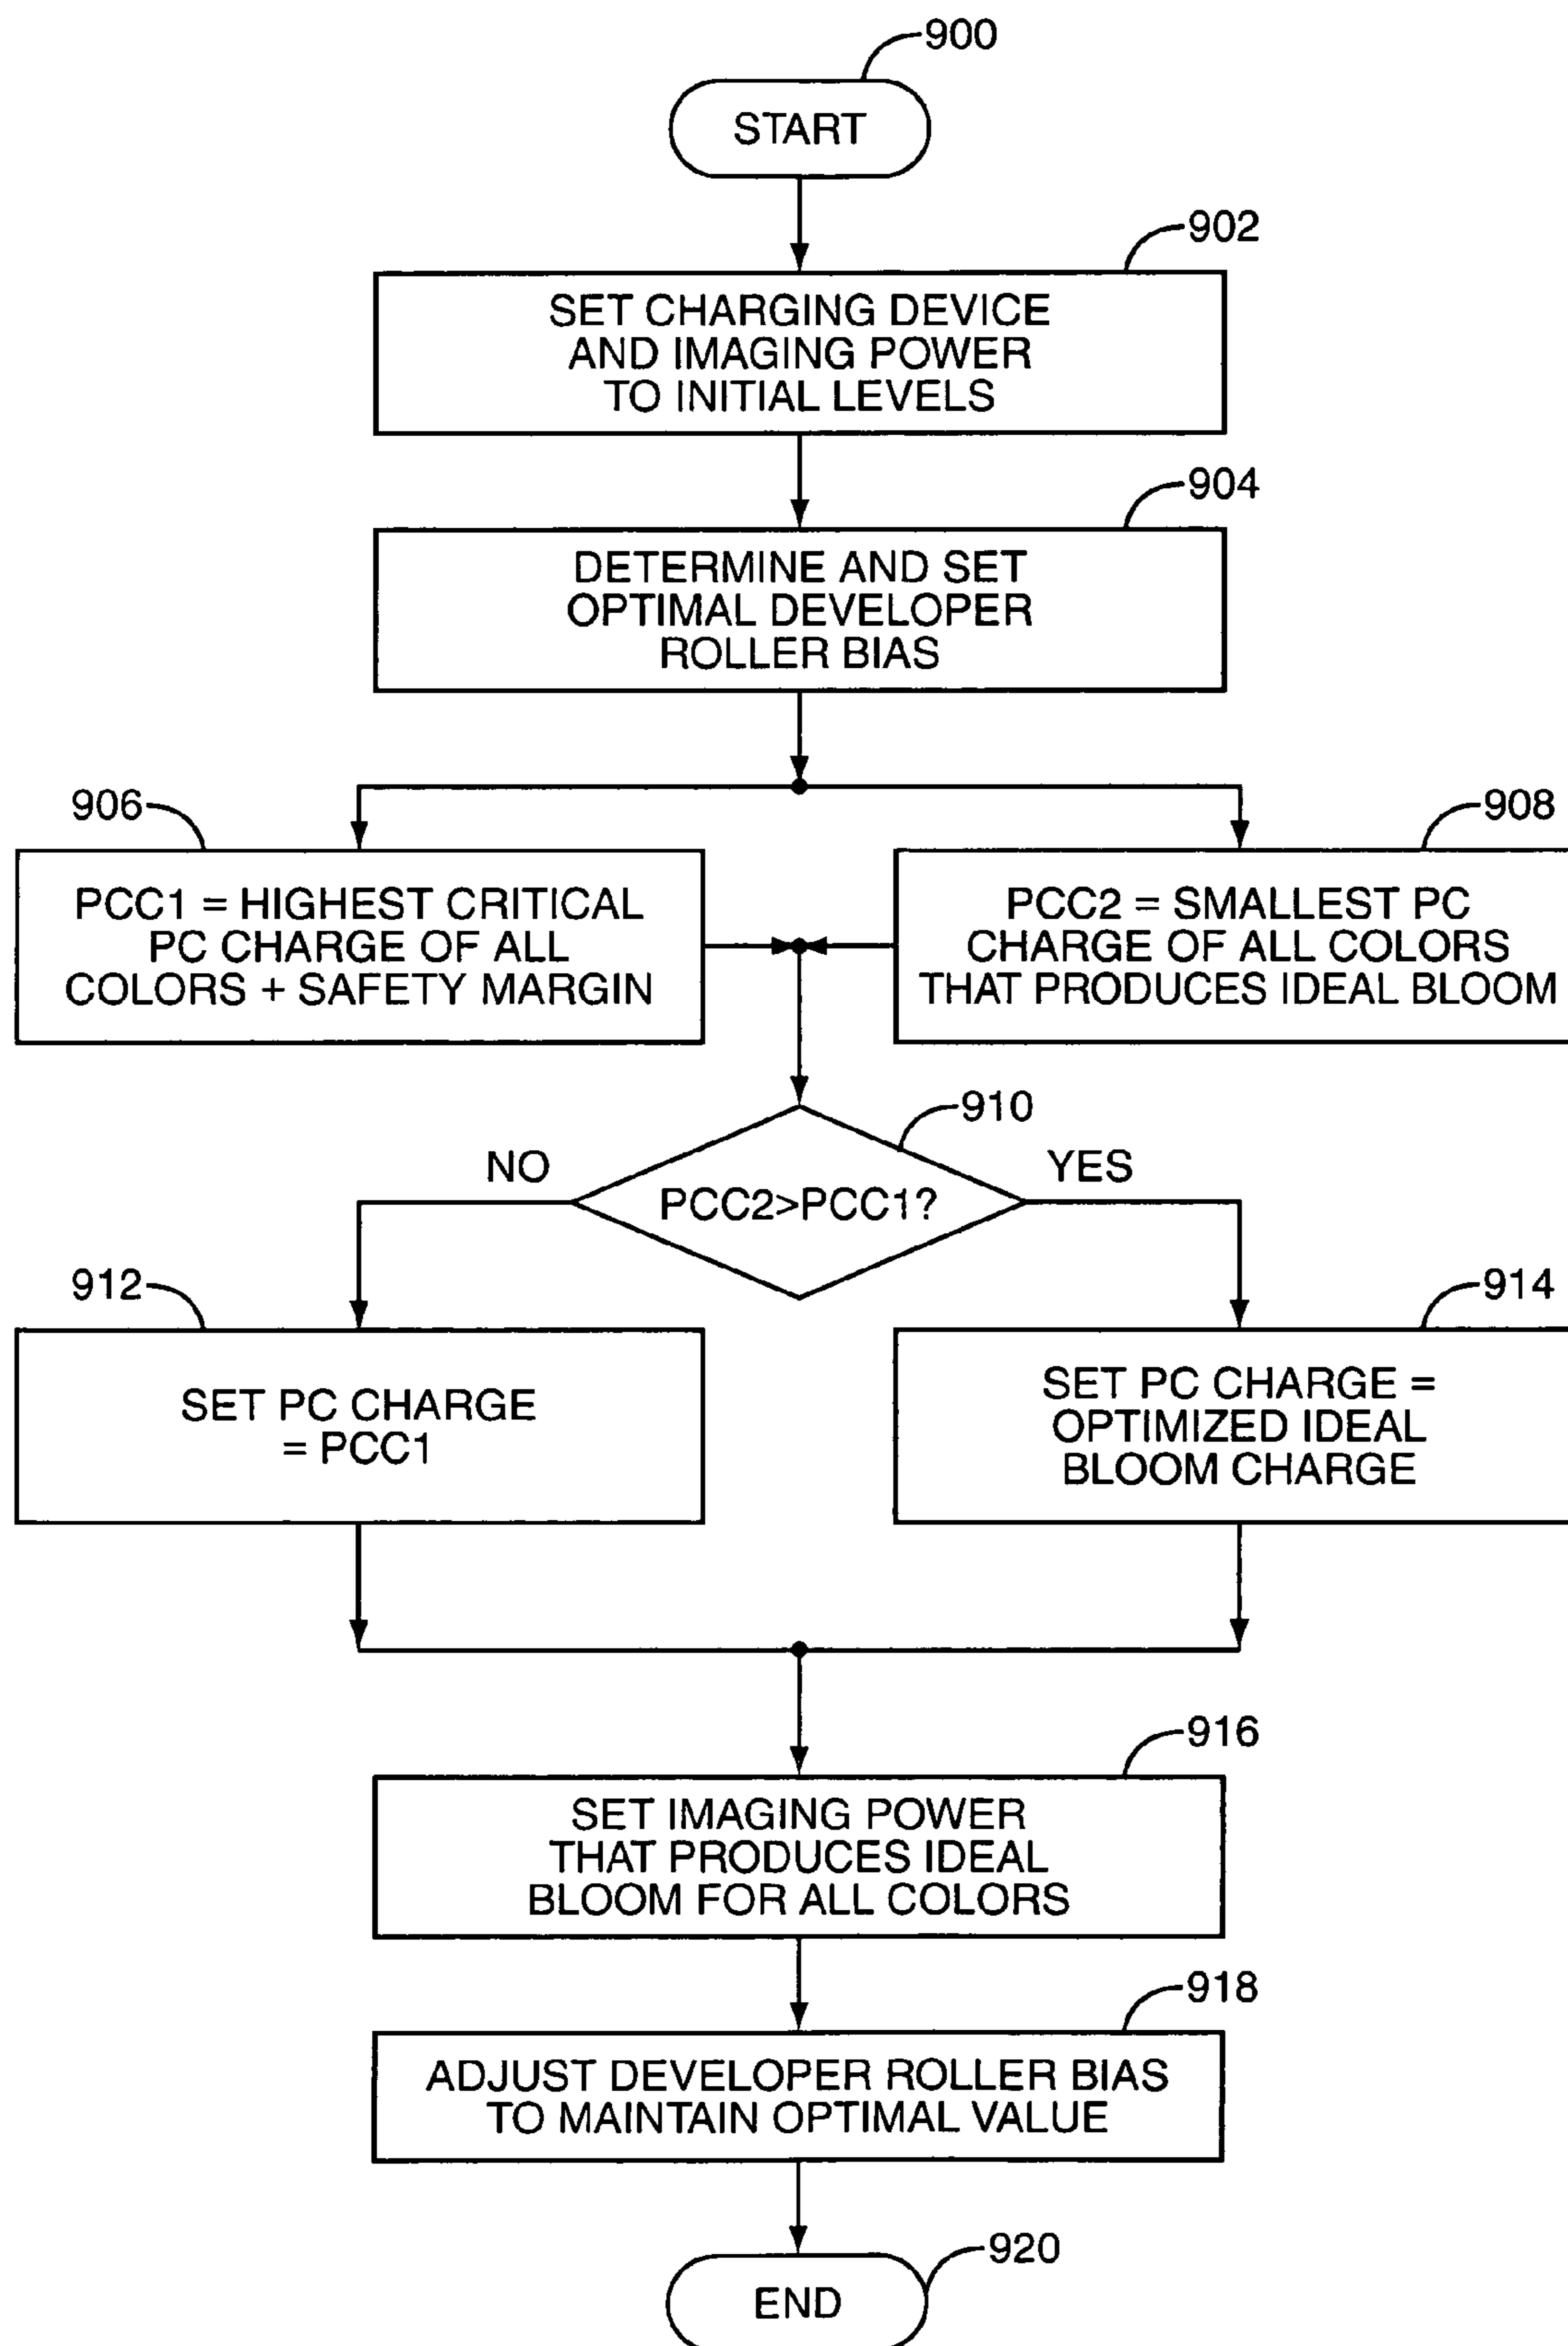 900
START
902
SET CHARGING DEVICE
AND IMAGING POWER
TO INITIAL LEVELS
904
DETERMINE AND SET
OPTIMAL DEVELOPER
ROLLER BIAS
906
908
PCC1 = HIGHEST CRITICAL
PC CHARGE OF ALL
COLORS + SAFETY MARGIN
PCC2 = SMALLEST PC
CHARGE OF ALL COLORS
THAT PRODUCES IDEAL BLOOM
910
NO
YES
PCC2>PCC1?
912
914
SET PC CHARGE
= PCC1
SET PC CHARGE =
OPTIMIZED IDEAL
BLOOM CHARGE
916
SET IMAGING POWER
THAT PRODUCES IDEAL
BLOOM FOR ALL COLORS
918
ADJUST DEVELOPER ROLLER BIAS
TO MAINTAIN OPTIMAL VALUE
920
END